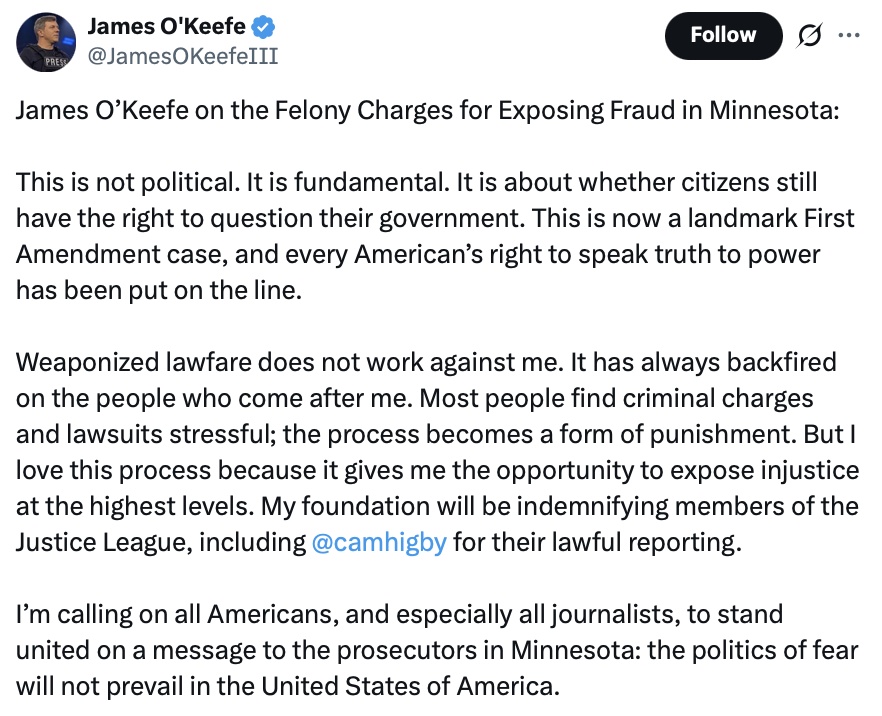 James O'Keefe
@JamesOKeefeIII
Follow
PRESS
James O’Keefe on the Felony Charges for Exposing Fraud in Minnesota:
This is not political. It is fundamental. It is about whether citizens still
have the right to question their government. This is now a landmark First
Amendment case, and every American’s right to speak truth to power
has been put on the line.
Weaponized lawfare does not work against me. It has always backfired
on the people who come after me. Most people find criminal charges
and lawsuits stressful; the process becomes a form of punishment. But I
love this process because it gives me the opportunity to expose injustice
at the highest levels. My foundation will be indemnifying members of the
Justice League, including @camhigby for their lawful reporting.
I’m calling on all Americans, and especially all journalists, to stand
united on a message to the prosecutors in Minnesota: the politics of fear
will not prevail in the United States of America.